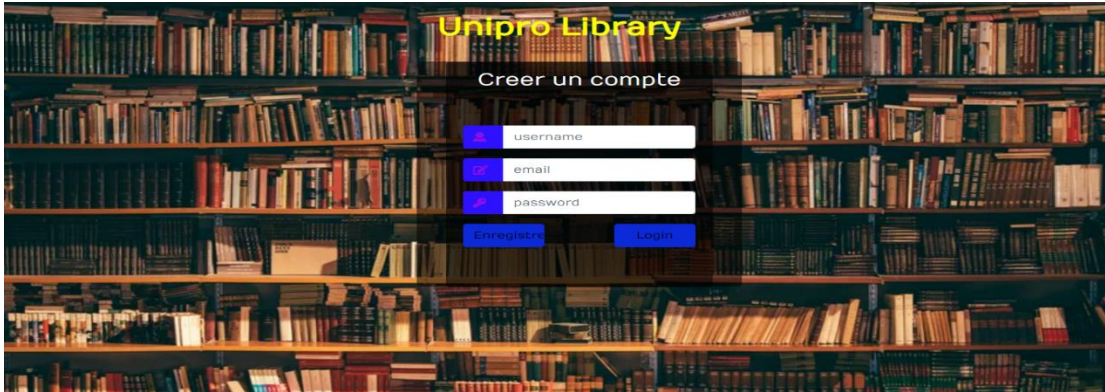 Unipro Library
Creer un compte
username
email
password
Enregistre Login